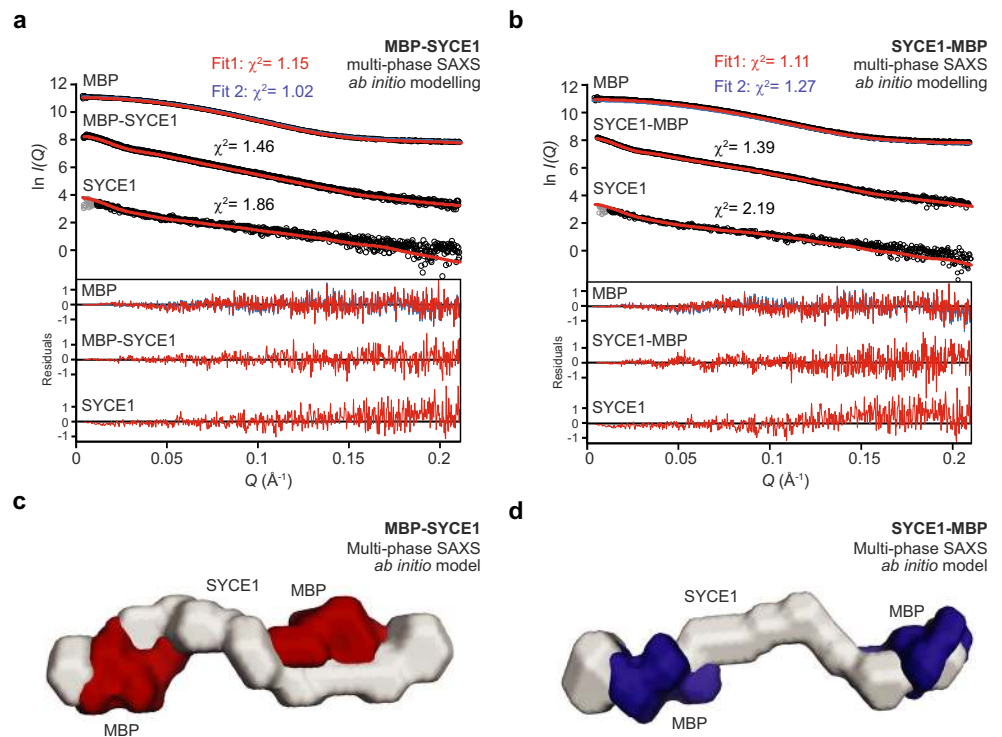 a
MBP-SYCE1
multi-phase SAXS
ab initio modelling
Fit1: χ²= 1.15
Fit 2: χ²= 1.02
12
10
8
6
4
2
0
ln I(Q)
MBP
MBP-SYCE1
χ²= 1.46
SYCE1
χ²= 1.86
Residuals
MBP
1
0
-1
MBP-SYCE1
1
0
-1
SYCE1
1
0
-1
0
0.05
0.1
0.15
0.2
Q (Å⁻¹)
b
SYCE1-MBP
multi-phase SAXS
ab initio modelling
Fit1: χ²= 1.11
Fit 2: χ²= 1.27
12
10
8
6
4
2
0
ln I(Q)
MBP
SYCE1-MBP
χ²= 1.39
SYCE1
χ²= 2.19
Residuals
MBP
1
0
-1
SYCE1-MBP
1
0
-1
SYCE1
1
0
-1
0
0.05
0.1
0.15
0.2
Q (Å⁻¹)
c
MBP-SYCE1
Multi-phase SAXS
ab initio model
SYCE1
MBP
MBP
d
SYCE1-MBP
Multi-phase SAXS
ab initio model
SYCE1
MBP
MBP